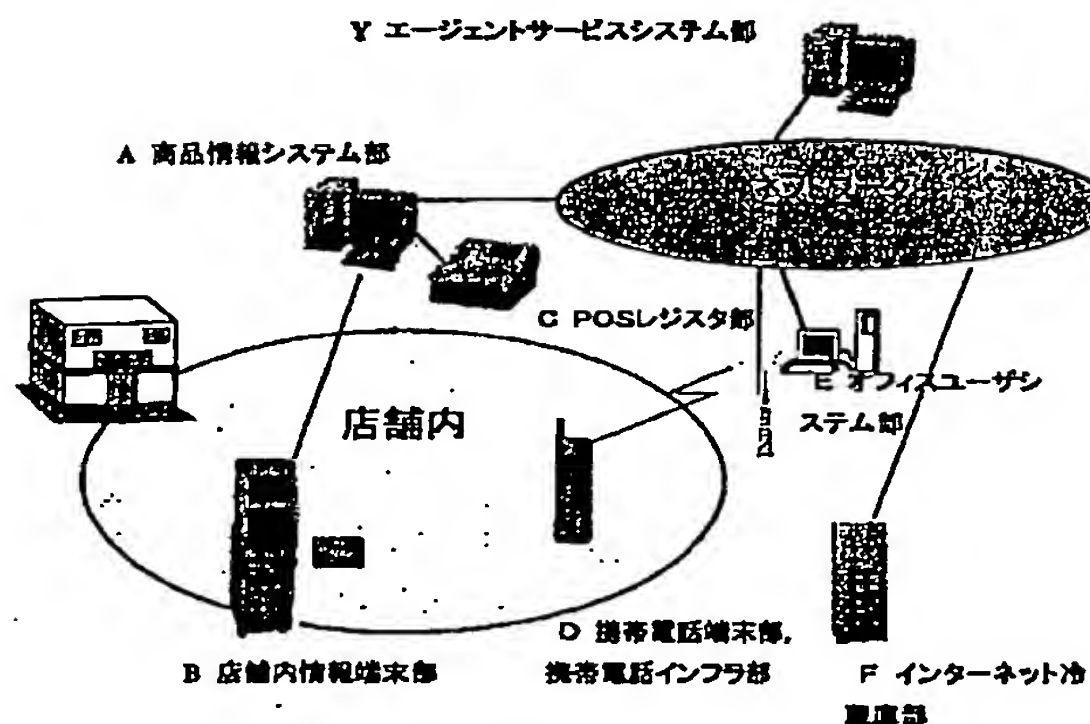 Y エージェントサービスシステム部
A 商品情報システム部
C POSレジスタ部
E オフィスユーザシ
ステム部
店舗内
D 携帯電話端末部,
携帯電話インフラ部
B 店舗内情報端末部
F インターネット冷
蔵庫部